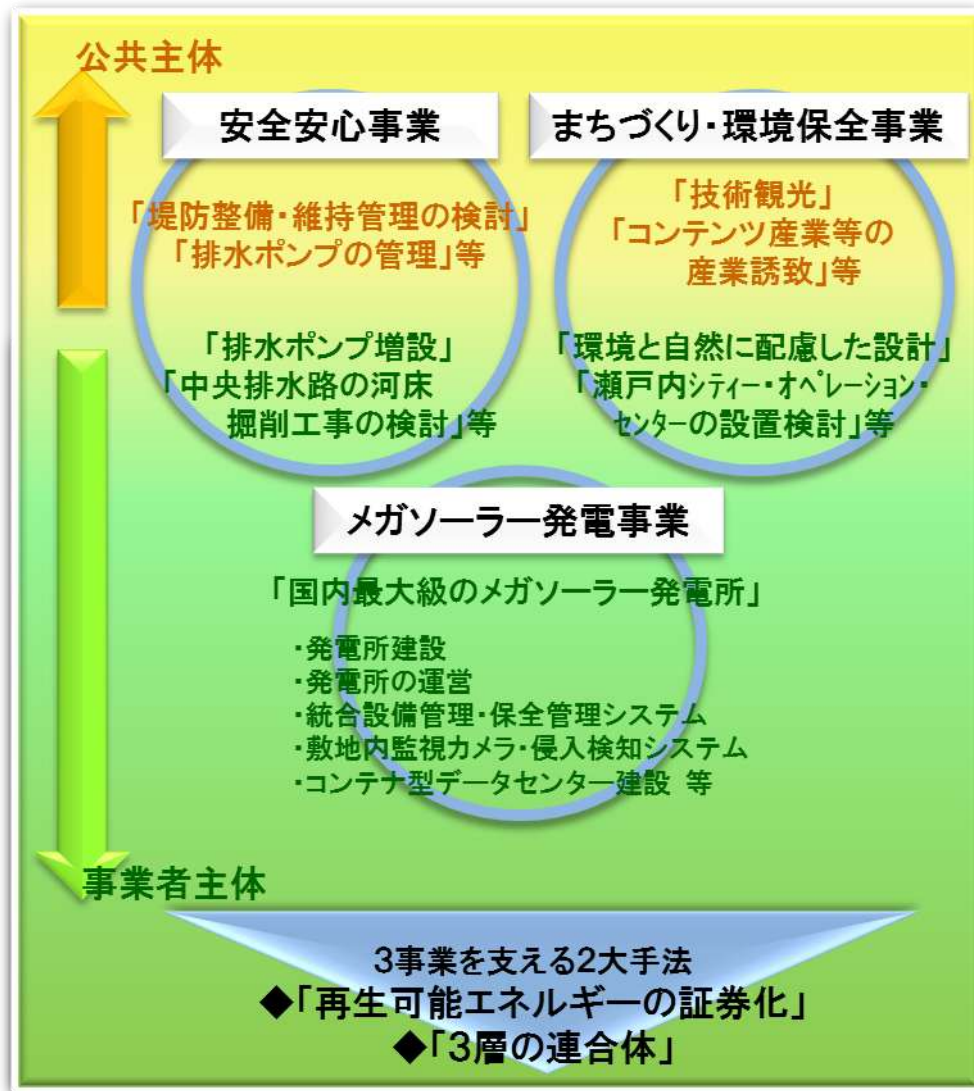 公共主体
安全安心事業
「堤防整備・維持管理の検討」
「排水ポンプの管理」等
「排水ポンプ増設」
「中央排水路の河床
掘削工事の検討」等
まちづくり・環境保全事業
「技術観光」
「コンテンツ産業等の
産業誘致」等
「環境と自然に配慮した設計」
「瀬戸内ｼﾃｨｰ・ｵﾍﾟﾚｰｼｮﾝ・
ｾﾝﾀｰの設置検討」等
メガソーラー発電事業
「国内最大級のメガソーラー発電所」
・発電所建設
・発電所の運営
・統合設備管理・保全管理システム
・敷地内監視カメラ・侵入検知システム
・コンテナ型データセンター建設 等
事業者主体
3事業を支える2大手法
◆「再生可能エネルギーの証券化」
◆「3層の連合体」